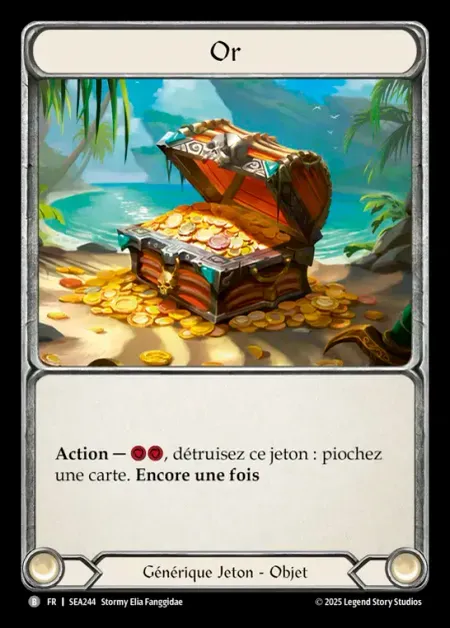 Or
Action — , détruisez ce jeton : piochez
une carte. Encore une fois
Générique Jeton - Objet
B FR | SEA244 Stormy Elia Fanggidae © 2025 Legend Story Studios